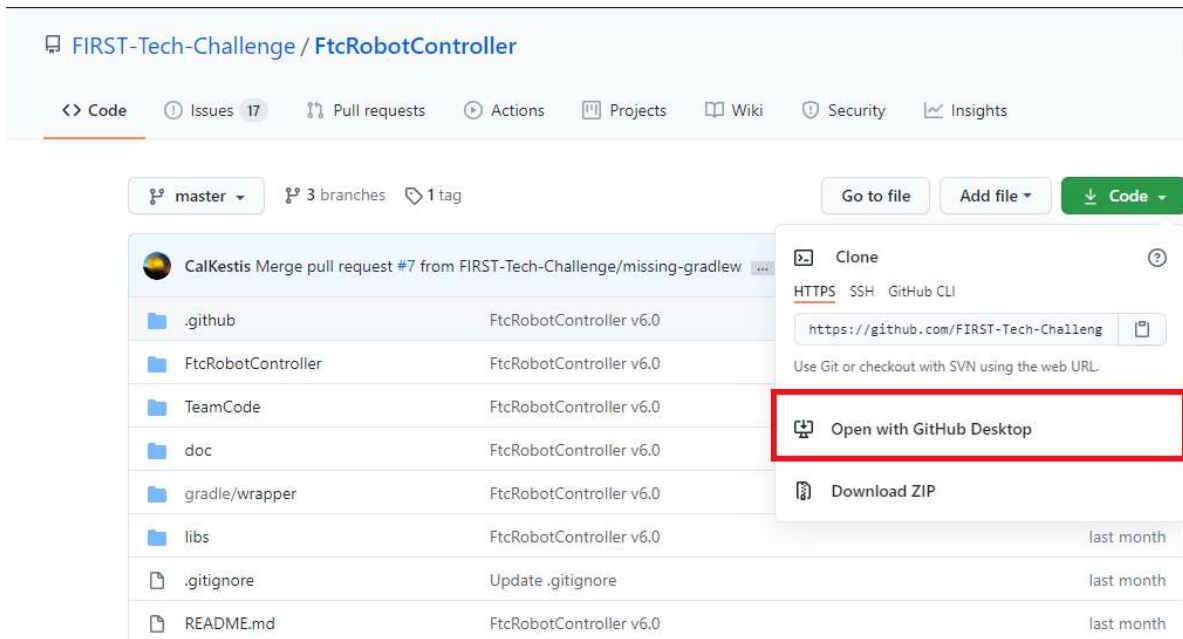 FIRST-Tech-Challenge / FtcRobotController
<> Code Issues 17 Pull requests Actions Projects Wiki Security Insights
master 3 branches 1 tag Go to file Add file Code
CalKestis Merge pull request #7 from FIRST-Tech-Challenge/missing-gradlew ...
Clone
HTTPS SSH GitHub CLI
https://github.com/FIRST-Tech-Challeng
Use Git or checkout with SVN using the web URL.
Open with GitHub Desktop
Download ZIP
.github FtcRobotController v6.0
FtcRobotController FtcRobotController v6.0
TeamCode FtcRobotController v6.0
doc FtcRobotController v6.0
gradle/wrapper FtcRobotController v6.0
libs FtcRobotController v6.0 last month
.gitignore Update .gitignore last month
README.md FtcRobotController v6.0 last month